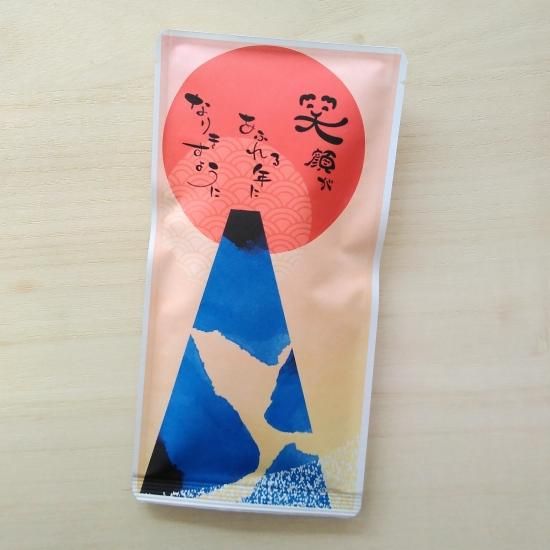 笑顔が
あふれる年に
なりますように